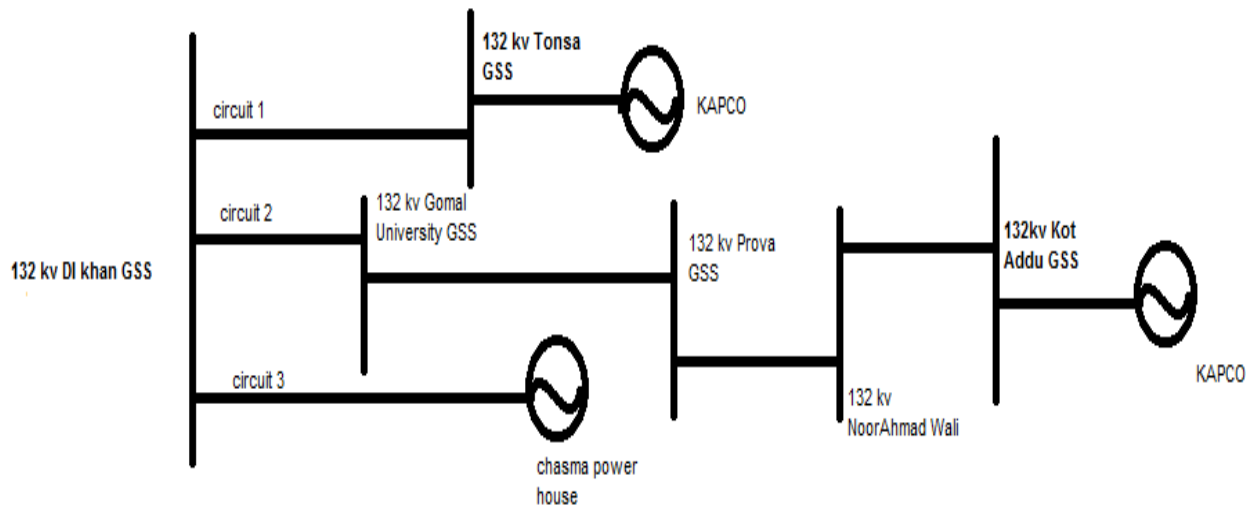 132 kv Tonsa
GSS
KAPCO
circuit 1
132 kv Gomal
University GSS
circuit 2
132 kv Prova
GSS
132kv Kot
Addu GSS
132 kv DI khan GSS
circuit 3
KAPCO
132 kv
NoorAhmad Wali
chasma power
house